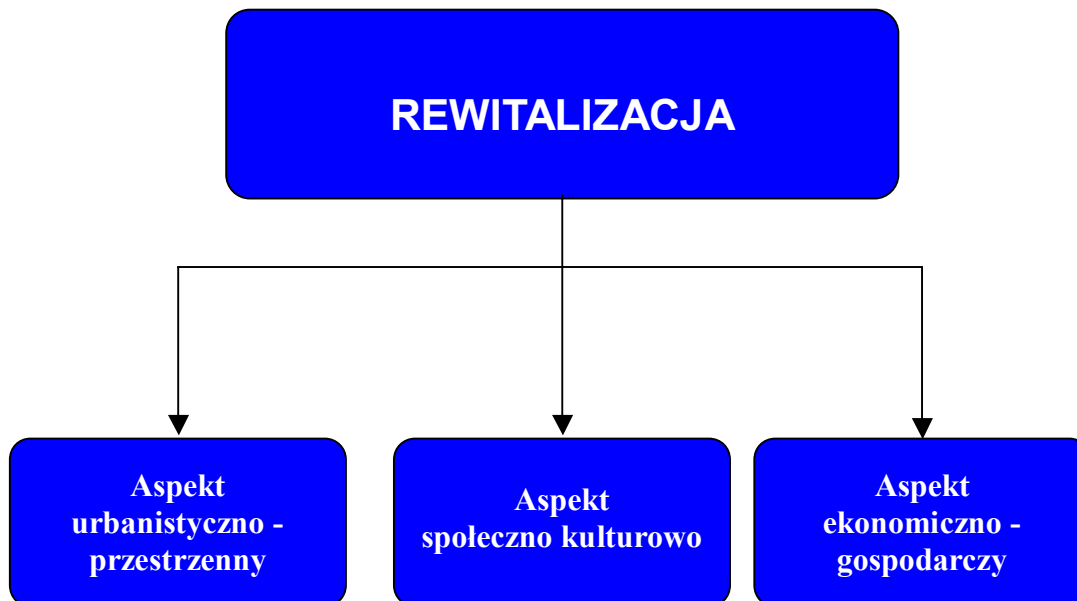 REWITALIZACJA
Aspekt
urbanistyczno -
przestrzenny
Aspekt
społeczno kulturowo
Aspekt
ekonomiczno -
gospodarczy